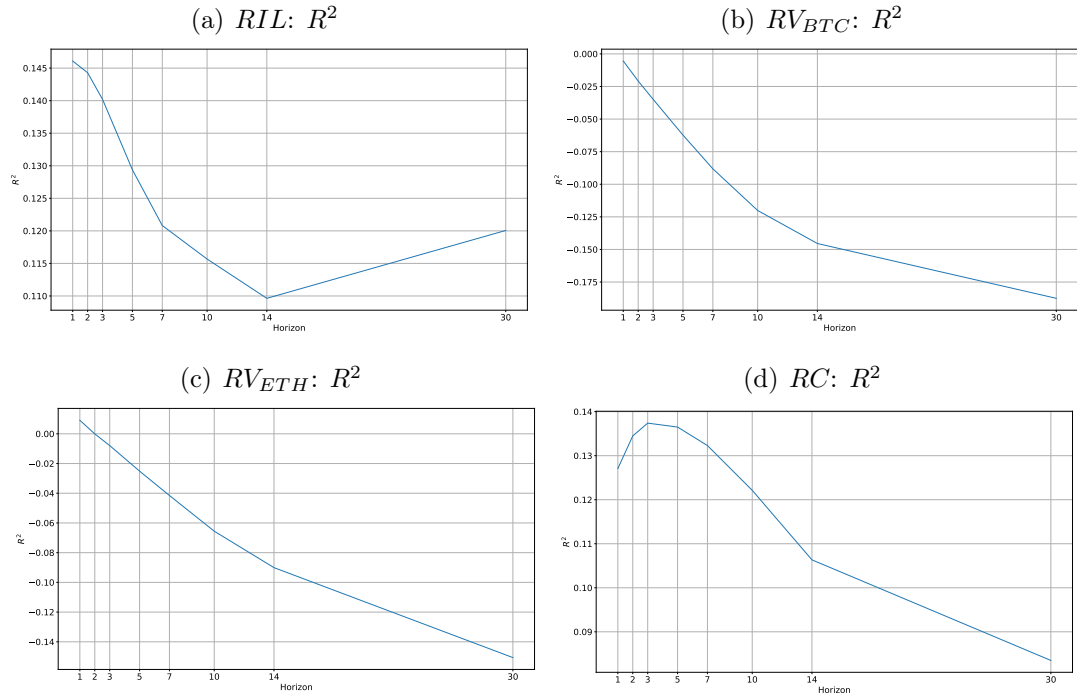 (a) RIL: R²
0.145
0.140
0.135
0.130
0.125
0.120
0.115
0.110
R²
1 2 3 5 7 10 14 30
Horizon
(b) RV_BTC: R²
0.000
−0.025
−0.050
−0.075
−0.100
−0.125
−0.150
−0.175
R²
1 2 3 5 7 10 14 30
Horizon
(c) RV_ETH: R²
0.00
−0.02
−0.04
−0.06
−0.08
−0.10
−0.12
−0.14
R²
1 2 3 5 7 10 14 30
Horizon
(d) RC: R²
0.14
0.13
0.12
0.11
0.10
0.09
R²
1 2 3 5 7 10 14 30
Horizon